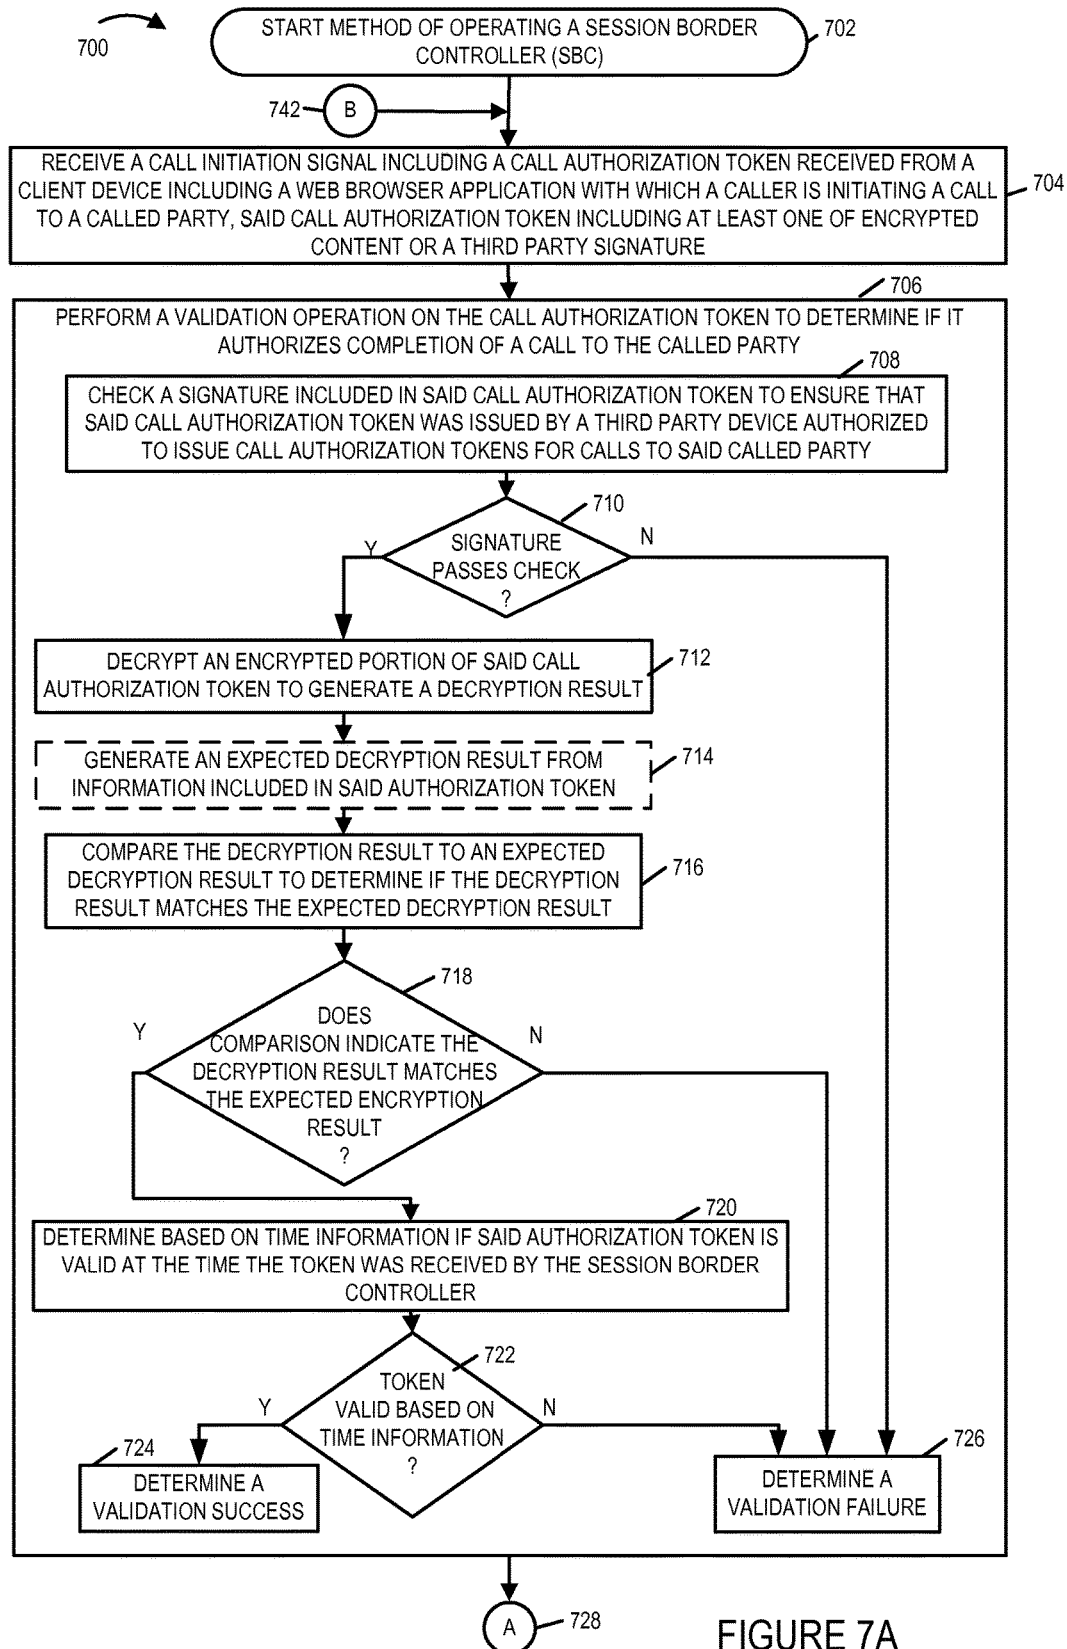 700
START METHOD OF OPERATING A SESSION BORDER
CONTROLLER (SBC)
702
742
B
RECEIVE A CALL INITIATION SIGNAL INCLUDING A CALL AUTHORIZATION TOKEN RECEIVED FROM A
CLIENT DEVICE INCLUDING A WEB BROWSER APPLICATION WITH WHICH A CALLER IS INITIATING A CALL
TO A CALLED PARTY, SAID CALL AUTHORIZATION TOKEN INCLUDING AT LEAST ONE OF ENCRYPTED
CONTENT OR A THIRD PARTY SIGNATURE
704
706
PERFORM A VALIDATION OPERATION ON THE CALL AUTHORIZATION TOKEN TO DETERMINE IF IT
AUTHORIZES COMPLETION OF A CALL TO THE CALLED PARTY
708
CHECK A SIGNATURE INCLUDED IN SAID CALL AUTHORIZATION TOKEN TO ENSURE THAT
SAID CALL AUTHORIZATION TOKEN WAS ISSUED BY A THIRD PARTY DEVICE AUTHORIZED
TO ISSUE CALL AUTHORIZATION TOKENS FOR CALLS TO SAID CALLED PARTY
710
Y
SIGNATURE
PASSES CHECK
?
N
DECRYPT AN ENCRYPTED PORTION OF SAID CALL
AUTHORIZATION TOKEN TO GENERATE A DECRYPTION RESULT
712
GENERATE AN EXPECTED DECRYPTION RESULT FROM
INFORMATION INCLUDED IN SAID AUTHORIZATION TOKEN
714
COMPARE THE DECRYPTION RESULT TO AN EXPECTED
DECRYPTION RESULT TO DETERMINE IF THE DECRYPTION
RESULT MATCHES THE EXPECTED DECRYPTION RESULT
716
718
Y
DOES
COMPARISON INDICATE THE
DECRYPTION RESULT MATCHES
THE EXPECTED ENCRYPTION
RESULT
?
N
720
DETERMINE BASED ON TIME INFORMATION IF SAID AUTHORIZATION TOKEN IS
VALID AT THE TIME THE TOKEN WAS RECEIVED BY THE SESSION BORDER
CONTROLLER
722
Y
TOKEN
VALID BASED ON
TIME INFORMATION
?
N
724
DETERMINE A
VALIDATION SUCCESS
726
DETERMINE A
VALIDATION FAILURE
A
728
FIGURE 7A